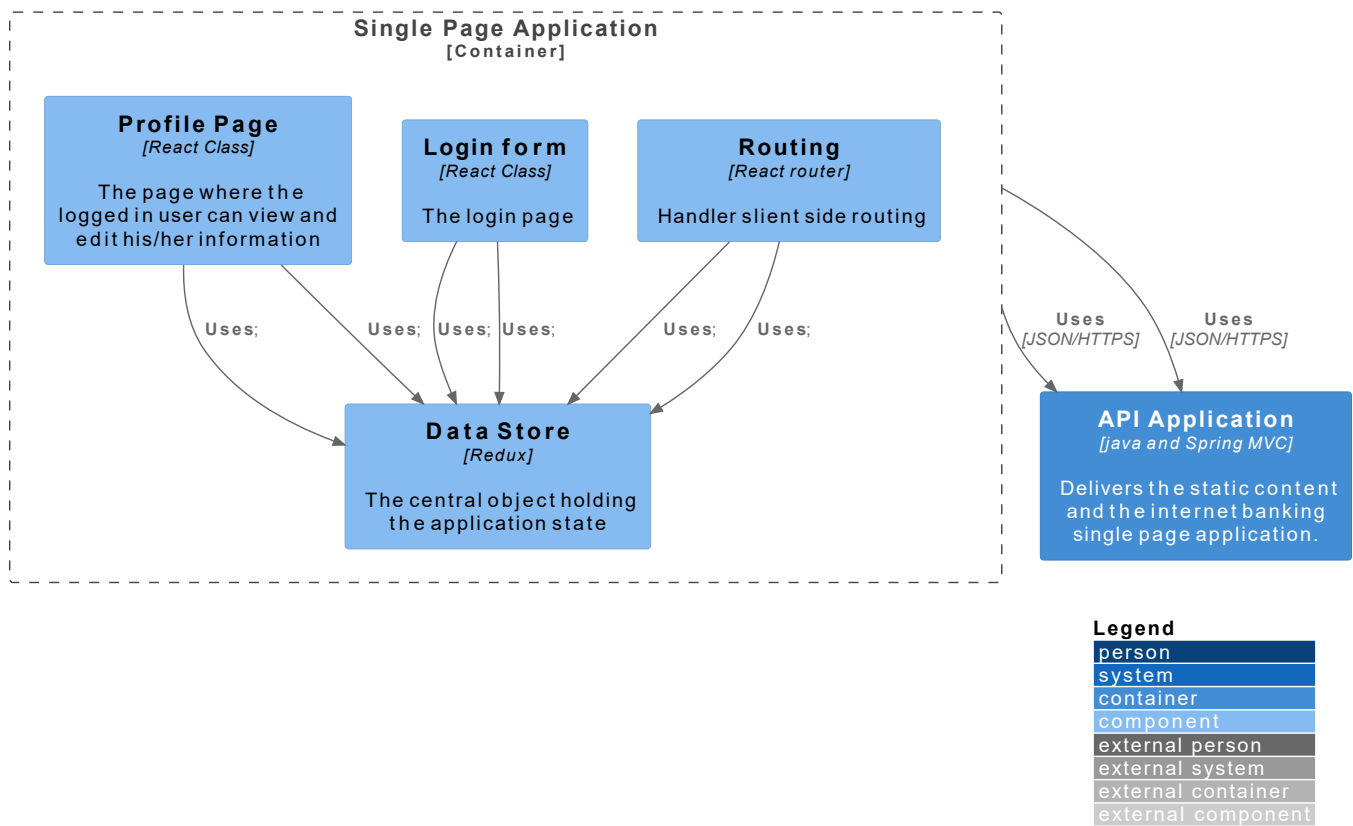 Single Page Application
[Container]
Profile Page
[React Class]
The page where the
logged in user can view and
edit his/her information
Login form
[React Class]
The login page
Routing
[React router]
Handler slient side routing
Uses;
Uses;
Uses;
Uses;
Uses;
Uses;
Uses
[JSON/HTTPS]
Uses
[JSON/HTTPS]
Data Store
[Redux]
The central object holding
the application state
API Application
[java and Spring MVC]
Delivers the static content
and the internet banking
single page application.
Legend
person
system
container
component
external person
external system
external container
external component